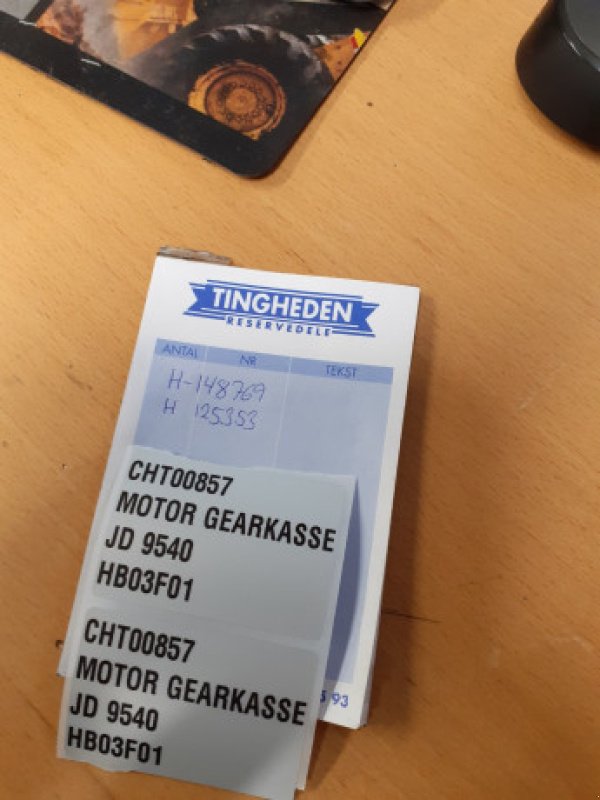 TINGHEDEN
RESERVEDELE
ANTAL NR TEKST
H-148769
H 125353
CHT00857
MOTOR GEARKASSE
JD 9540
HB03F01
CHT00857
MOTOR GEARKASSE
JD 9540
HB03F01
93